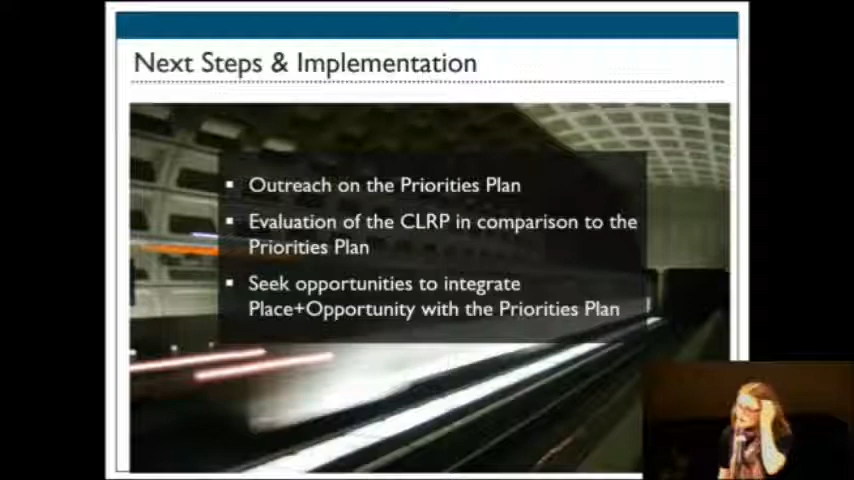 Next Steps & Implementation
▪ Outreach on the Priorities Plan
▪ Evaluation of the CLRP in comparison to the
Priorities Plan
▪ Seek opportunities to integrate
Place+Opportunity with the Priorities Plan